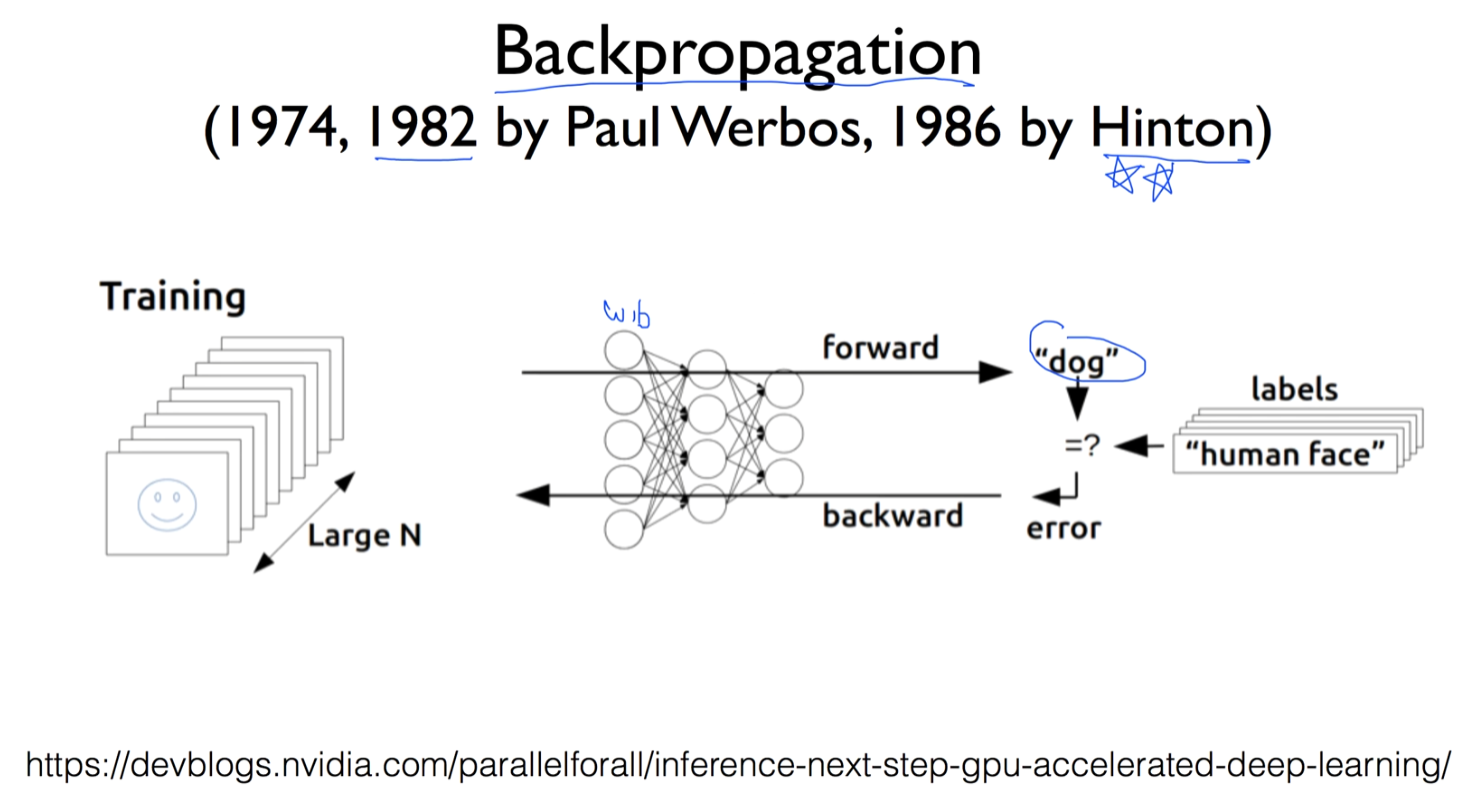 Backpropagation
(1974, 1982 by Paul Werbos, 1986 by Hinton)
Training
w,b
forward
"dog"
labels
=?
"human face"
Large N
backward
error
https://devblogs.nvidia.com/parallelforall/inference-next-step-gpu-accelerated-deep-learning/